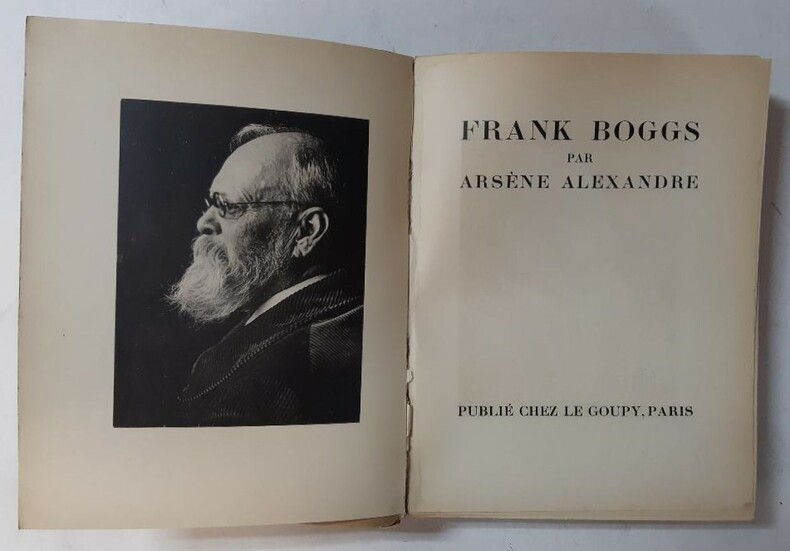 FRANK BOGGS
PAR
ARSÈNE ALEXANDRE
PUBLIÉ CHEZ LE GOUPY, PARIS